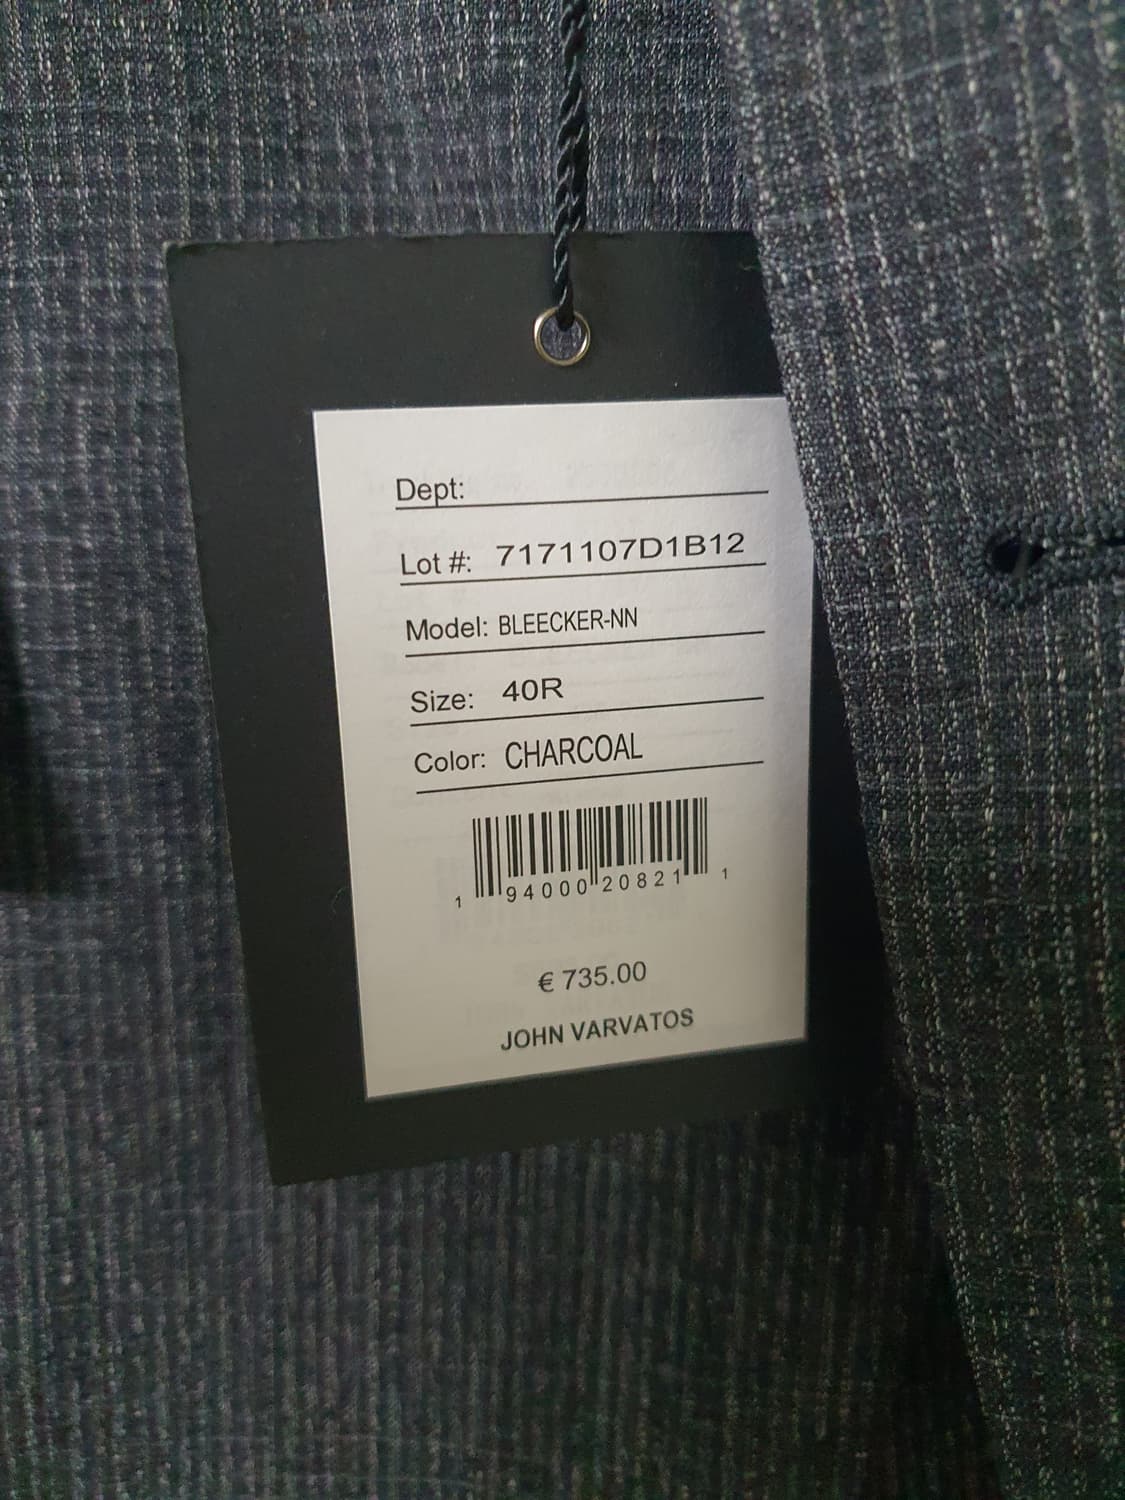 Dept:
Lot #: 7171107D1B12
Model: BLEECKER-NN
Size: 40R
Color: CHARCOAL
1 94000 20821 1
€ 735.00
JOHN VARVATOS